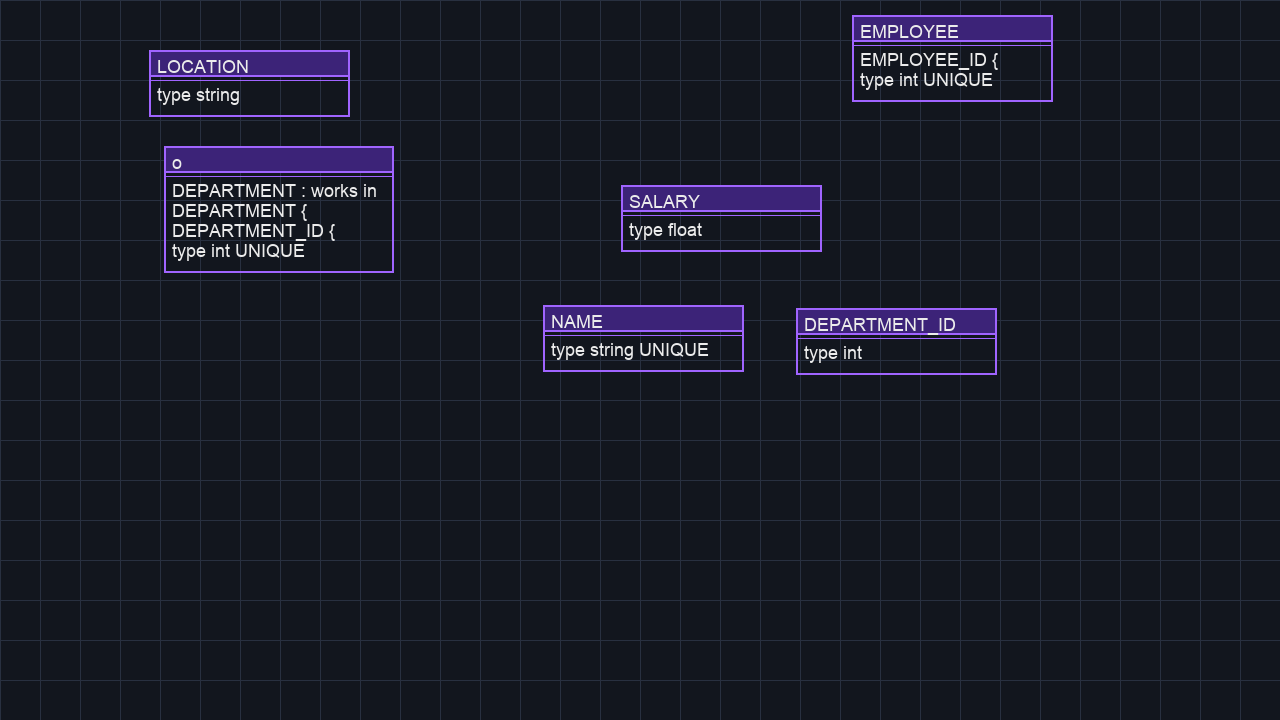 EMPLOYEE
EMPLOYEE_ID {
type int UNIQUE
LOCATION
type string
o
DEPARTMENT : works in
DEPARTMENT {
DEPARTMENT_ID {
type int UNIQUE
SALARY
type float
NAME
type string UNIQUE
DEPARTMENT_ID
type int